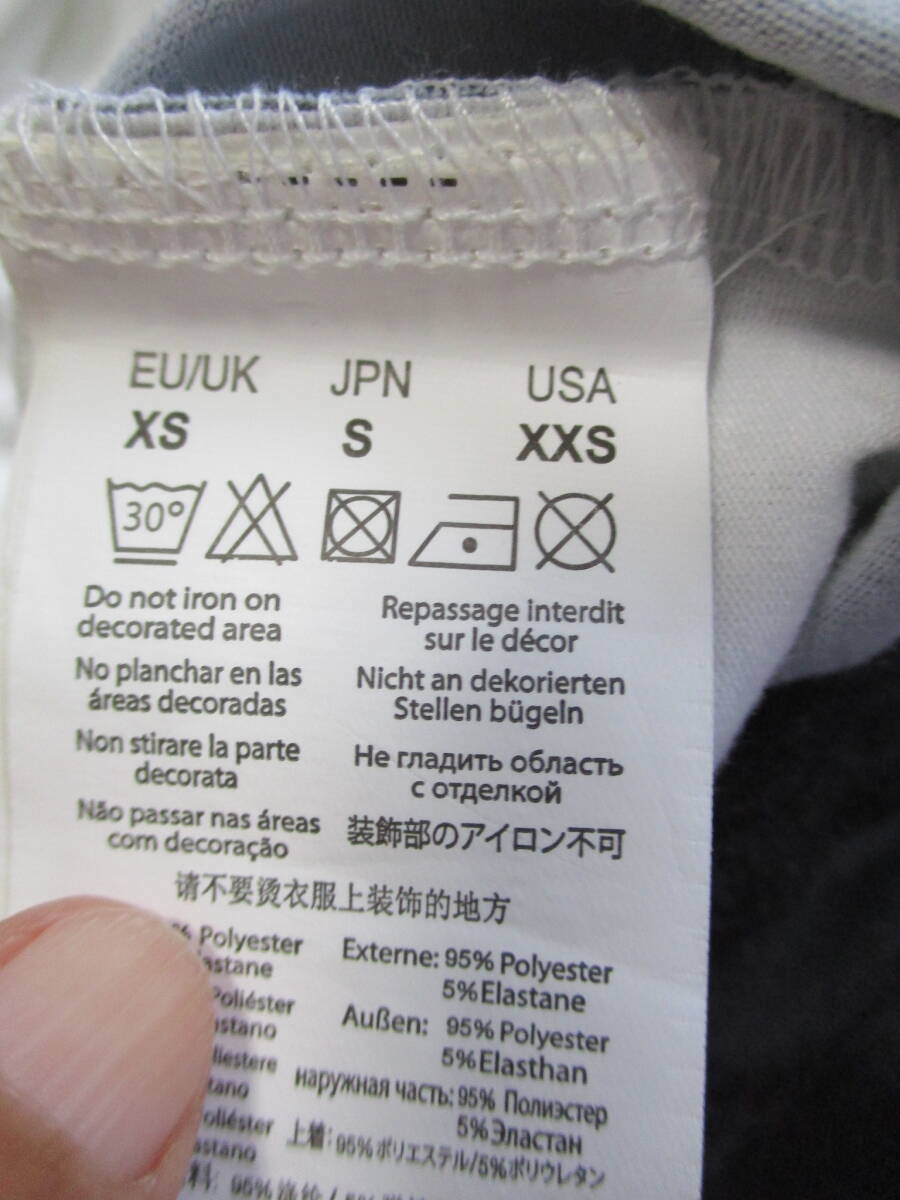 EU/UK JPN USA
XS S XXS
30°
Do not iron on
decorated area
Repassage interdit
sur le décor
No planchar en las
áreas decoradas
Nicht an dekorierten
Stellen bügeln
Non stirare la parte
decorata
Не гладить область
с отделкой
Não passar nas áreas
com decoração
装飾部のアイロン不可
请不要烫衣服上装饰的地方
% Polyester
Externe: 95% Polyester
5% Elastane
Außen: 95% Polyester
5% Elasthan
наружная часть: 95% Полиэстер
5% Эластан
上着: 95% ポリエステル/5% ポリウレタン